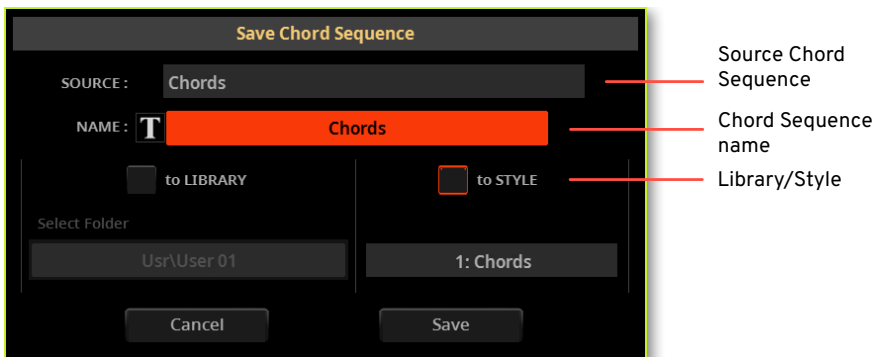 Save Chord Sequence
SOURCE :
Chords
Source Chord
Sequence
NAME :
T
Chords
Chord Sequence
name
to LIBRARY
to STYLE
Library/Style
Select Folder
Usr\User 01
1: Chords
Cancel
Save